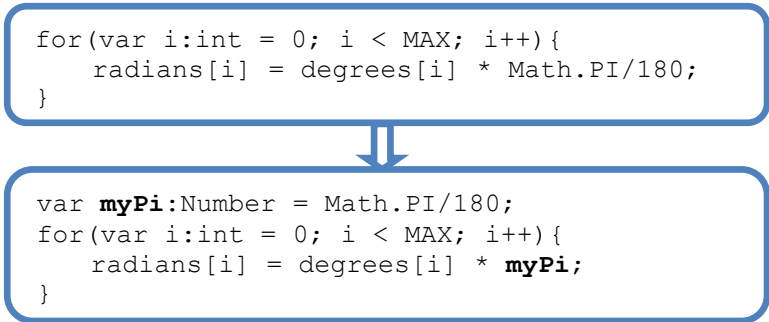 for(var i:int = 0; i < MAX; i++){
radians[i] = degrees[i] * Math.PI/180;
}
var myPi:Number = Math.PI/180;
for(var i:int = 0; i < MAX; i++){
radians[i] = degrees[i] * myPi;
}